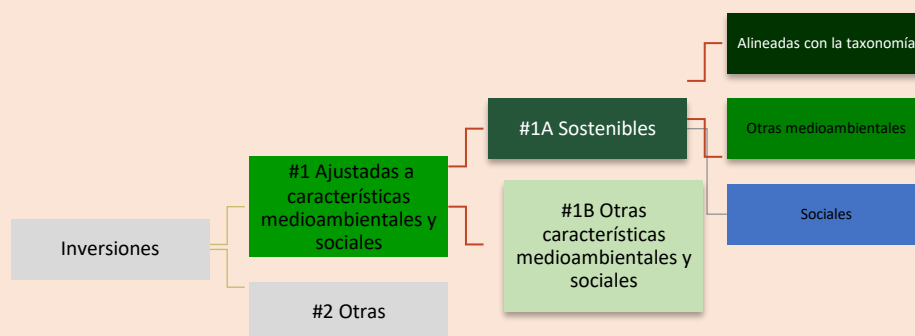 Inversiones
#1 Ajustadas a
características
medioambientales y
sociales
#2 Otras
#1A Sostenibles
#1B Otras
características
medioambientales y
sociales
Alineadas con la taxonomía
Otras medioambientales
Sociales